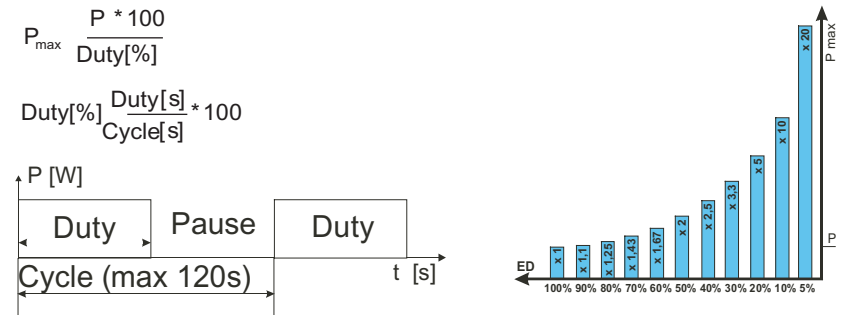 P * 100
Pmax
Duty[%]
Duty[s]
Duty[%] * 100
Cycle[s]
P [W]
Duty Pause Duty
t [s]
Cycle (max 120s)
P max
x 20
x 10
x 5
x 3,3
x 2,5
x 2
x 1,67
x 1,43
x 1,25
x 1,1
x 1
P
ED
100% 90% 80% 70% 60% 50% 40% 30% 20% 10% 5%